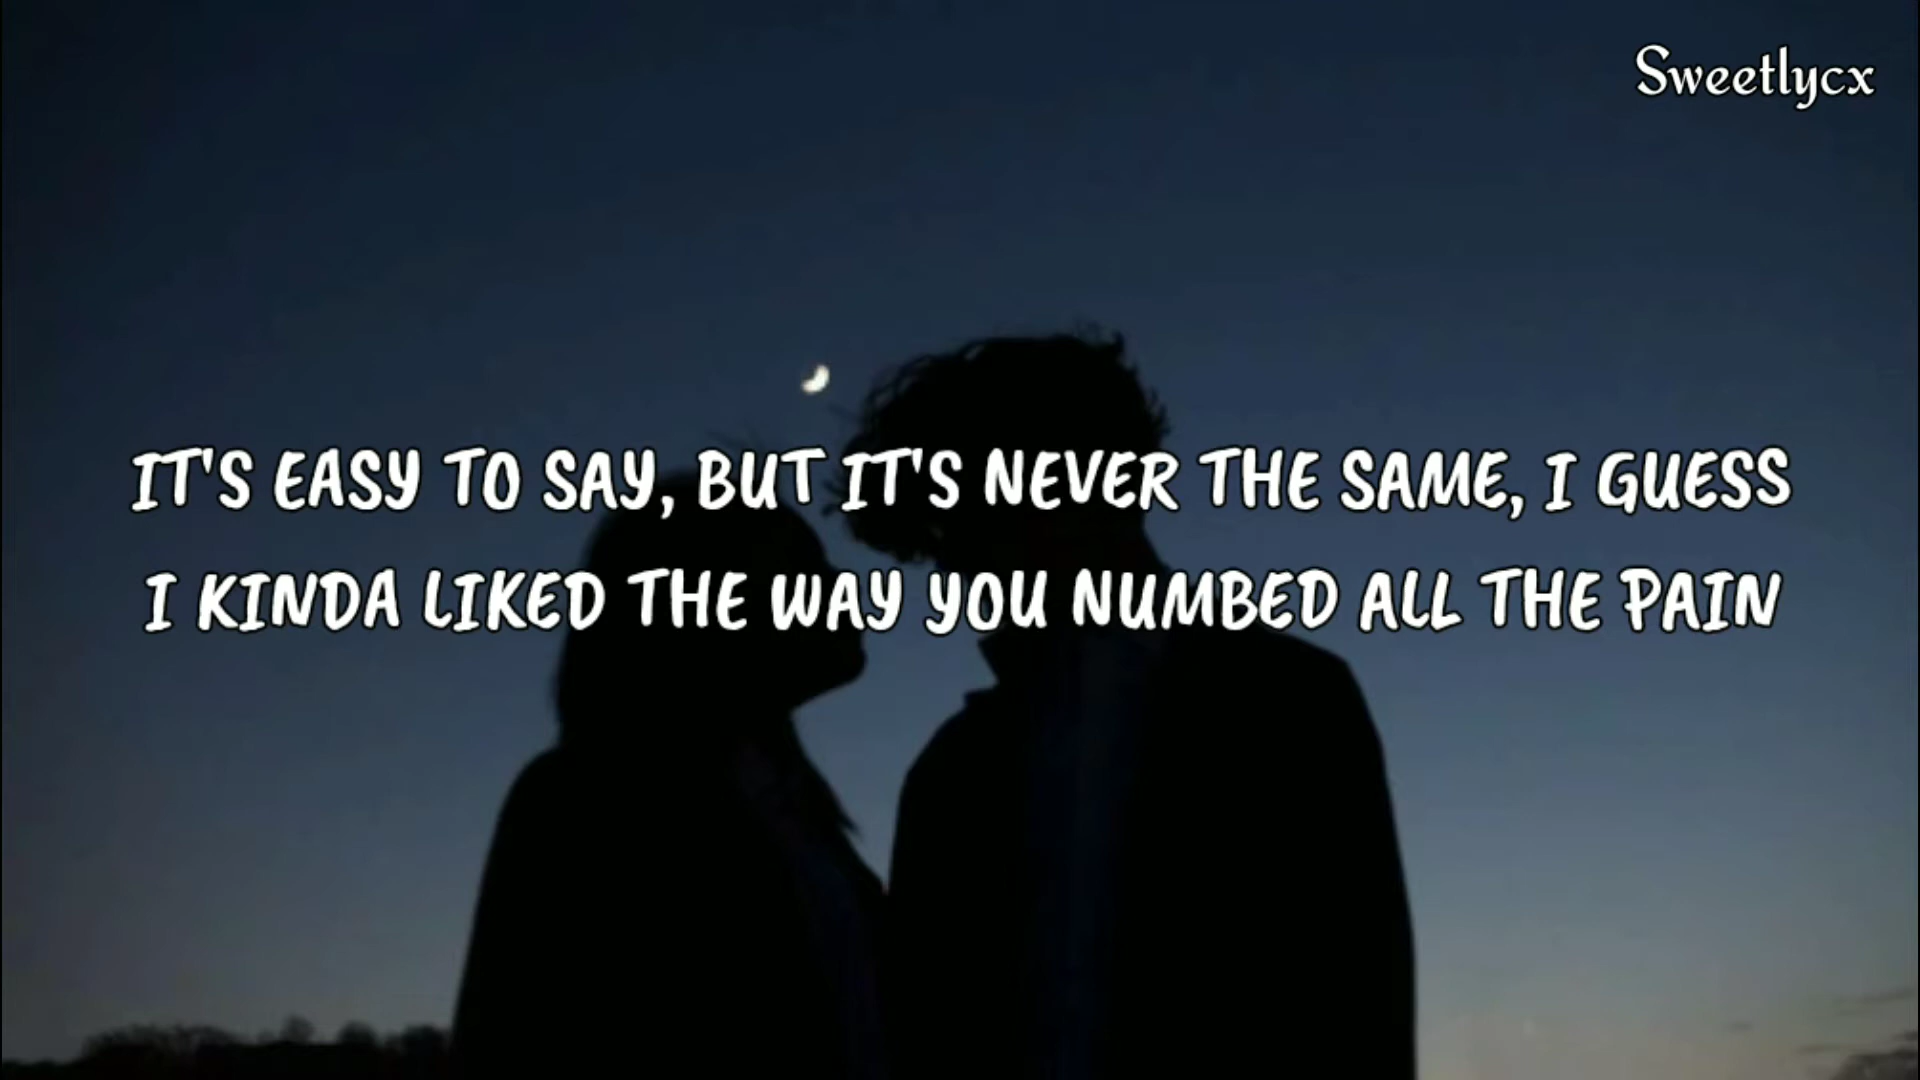 Sweetlycx
IT'S EASY TO SAY, BUT IT'S NEVER THE SAME, I GUESS
I KINDA LIKED THE WAY YOU NUMBED ALL THE PAIN